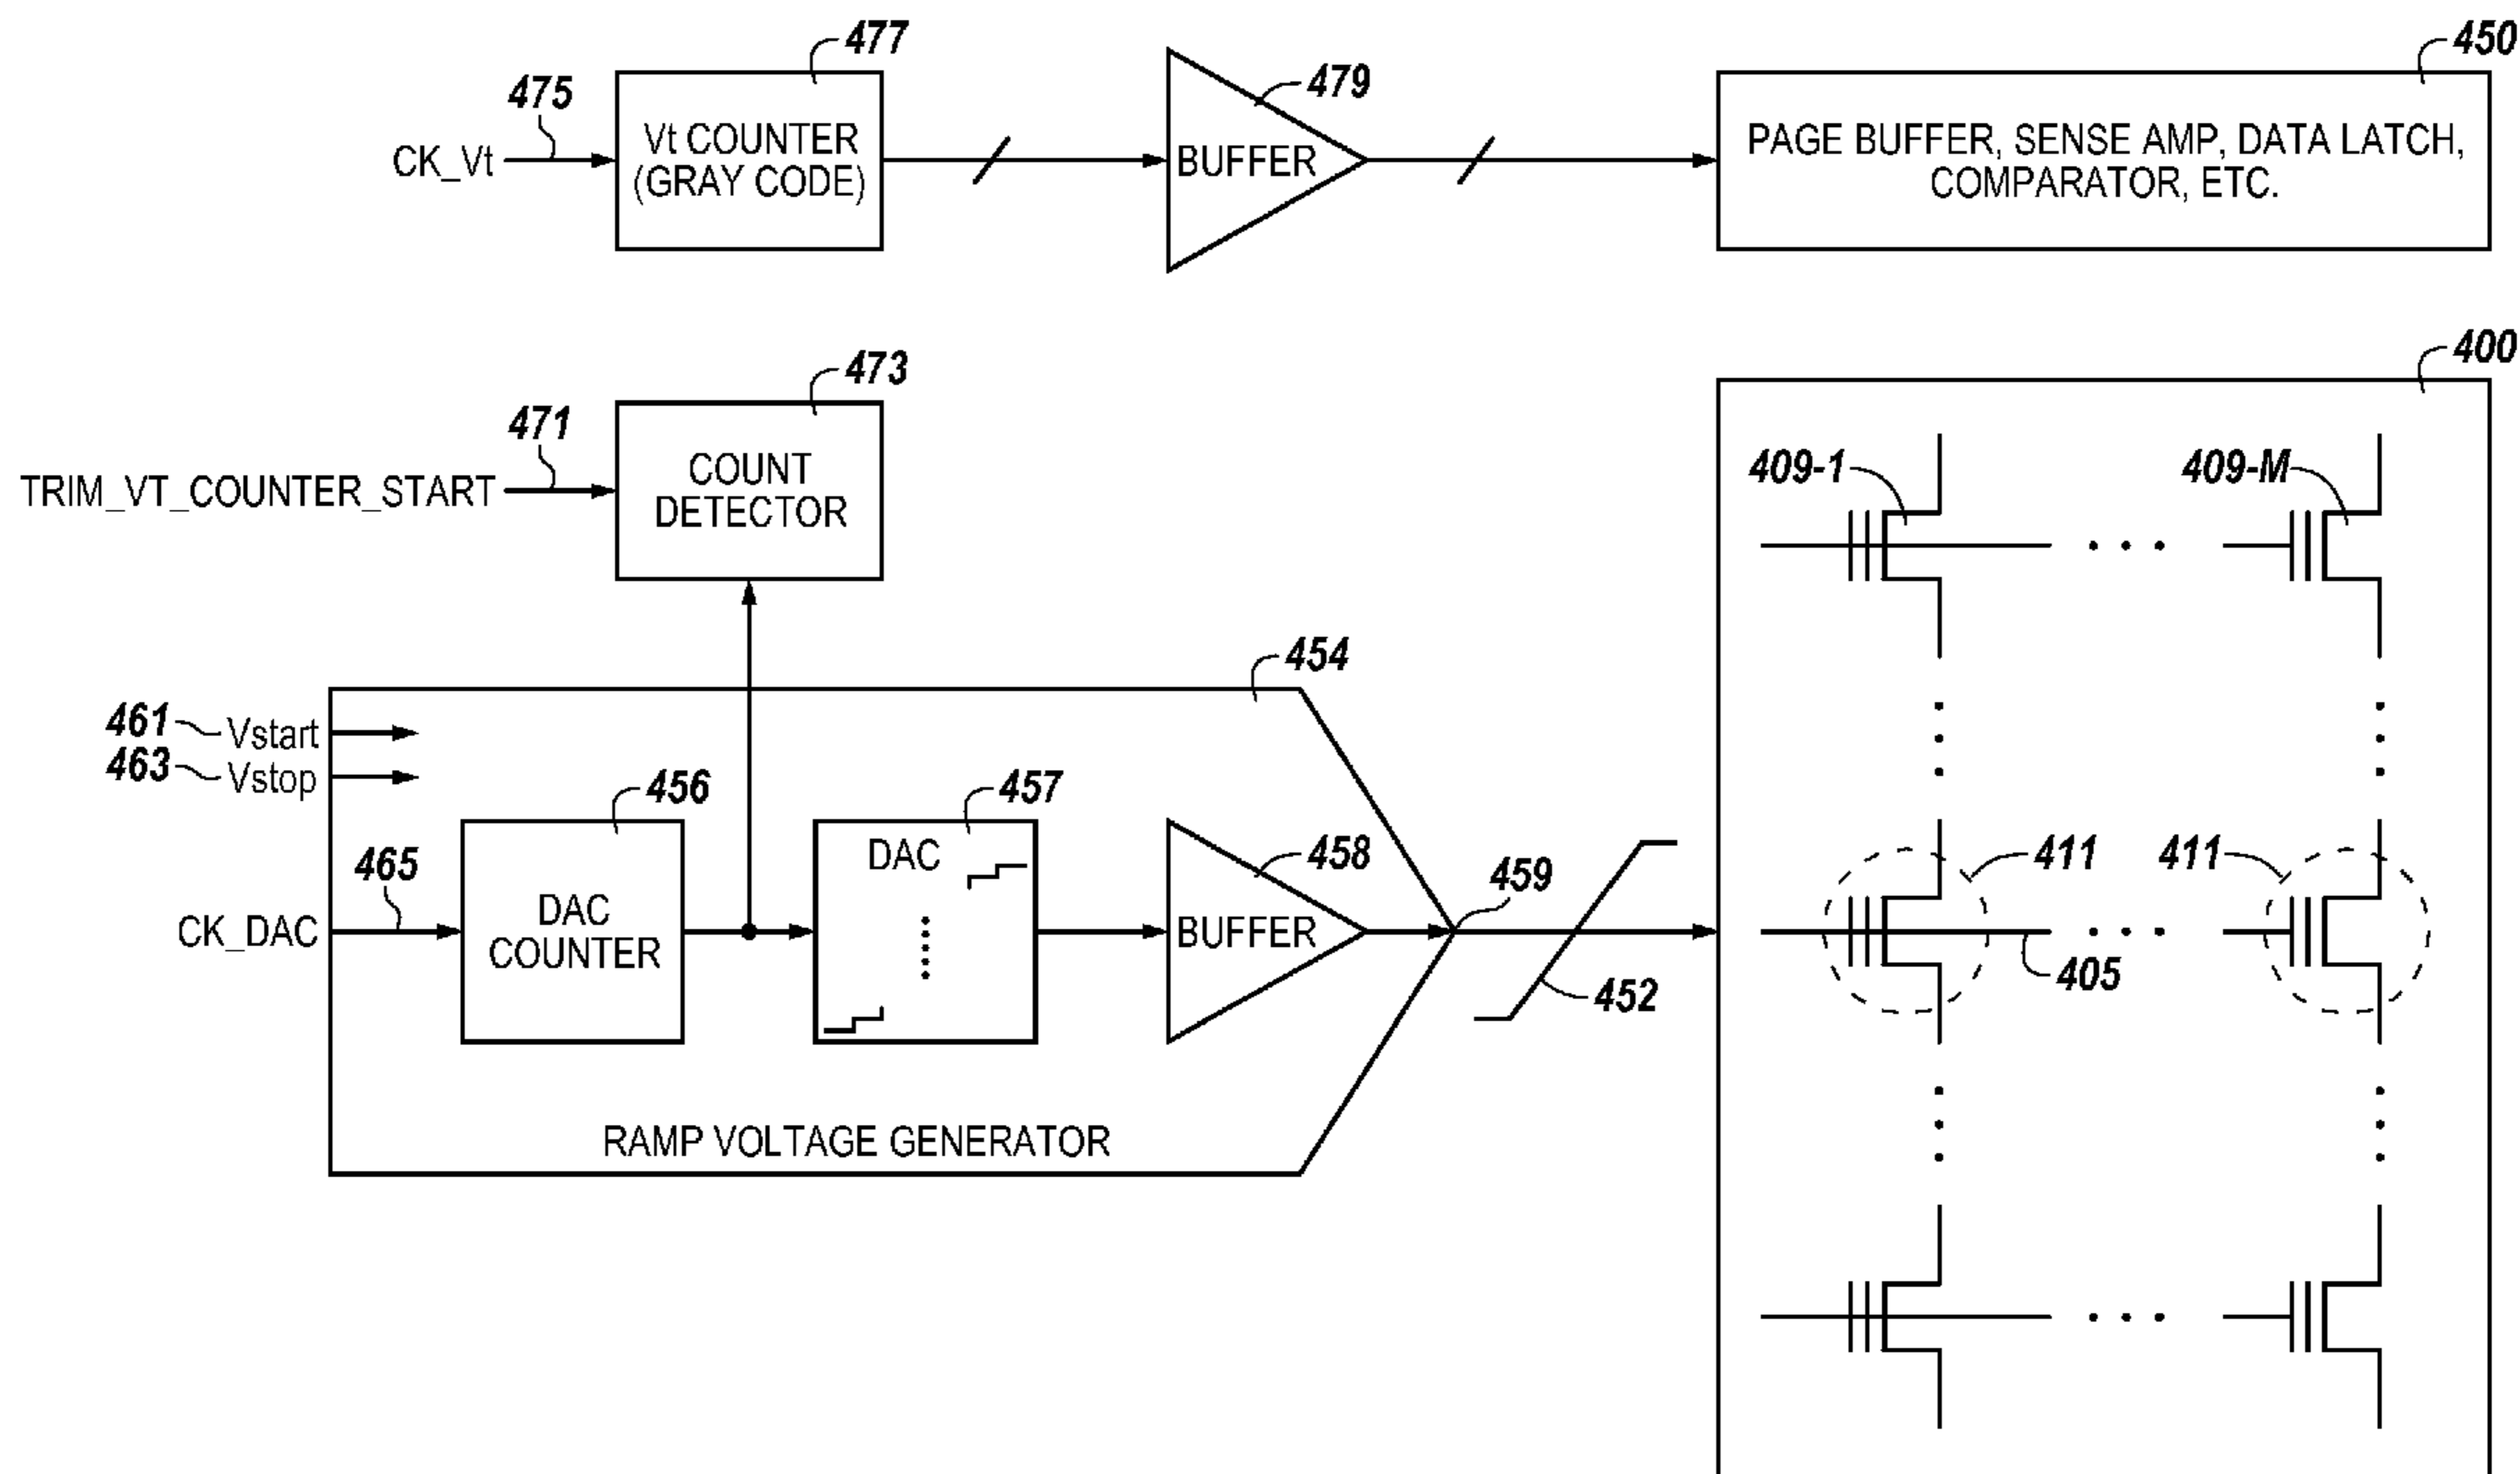 477
450
475
479
CK_Vt
Vt COUNTER
(GRAY CODE)
BUFFER
PAGE BUFFER, SENSE AMP, DATA LATCH,
COMPARATOR, ETC.
473
400
471
TRIM_VT_COUNTER_START
COUNT
DETECTOR
409-1
409-M
454
461
Vstart
463
Vstop
456
457
465
CK_DAC
DAC
COUNTER
DAC
458
BUFFER
459
452
411
411
405
RAMP VOLTAGE GENERATOR